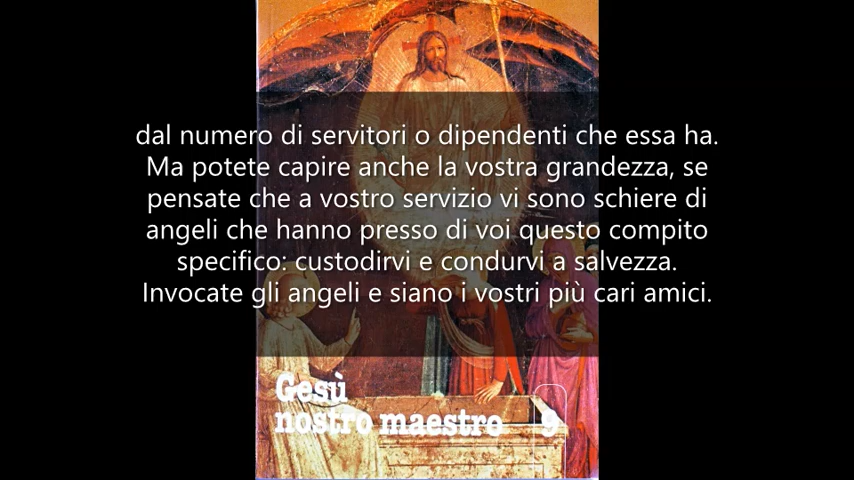 dal numero di servitori o dipendenti che essa ha.
Ma potete capire anche la vostra grandezza, se
pensate che a vostro servizio vi sono schiere di
angeli che hanno presso di voi questo compito
specifico: custodirvi e condurvi a salvezza.
Invocate gli angeli e siano i vostri più cari amici.
Gesù
nostro maestro 9